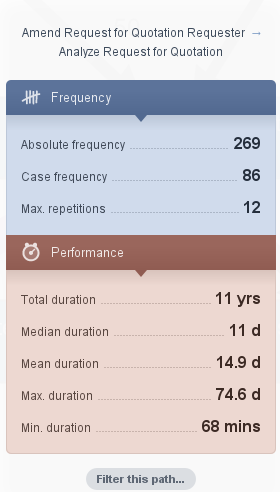 Amend Request for Quotation Requester →
Analyze Request for Quotation
Frequency
Absolute frequency 269
Case frequency 86
Max. repetitions 12
Performance
Total duration 11 yrs
Median duration 11 d
Mean duration 14.9 d
Max. duration 74.6 d
Min. duration 68 mins
Filter this path...